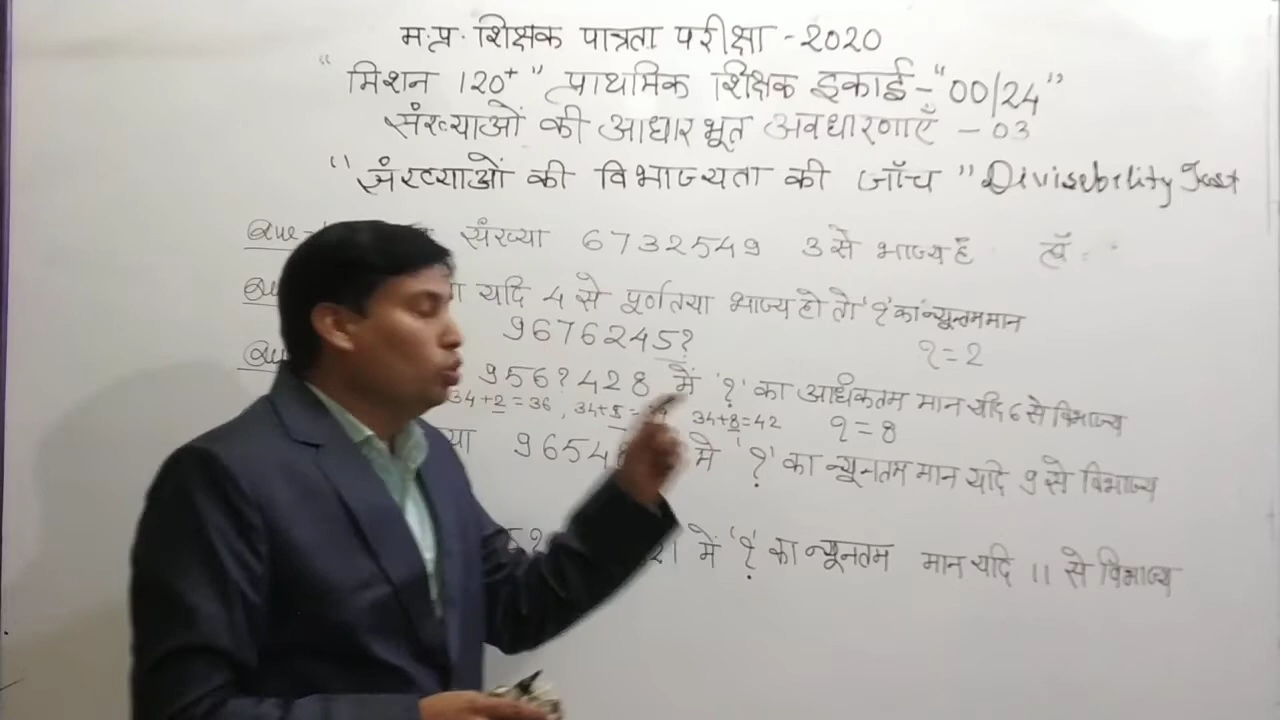 म.प्र. शिक्षक पात्रता परीक्षा - 2020
"मिशन 120+" प्राथमिक शिक्षक इकाई - "00/24"
संख्याओं की आधारभूत अवधारणाएँ - 03
"संख्याओं की विभाज्यता की जाँच" Divisebility Test
Que- संख्या 6732549 3 से भाज्य है हाँ
यदि 4 से पूर्णतया भाज्य हो तो '?' का न्यूनतम मान
9676245? ?=2
956?428 में '?' का अधिकतम मान यदि 6 से विभाज्य
34+2=36, 34+5= 34+8=42 ?=8
9654 में '?' का न्यूनतम मान यदि 9 से विभाज्य
में '?' का न्यूनतम मान यदि 11 से विभाज्य